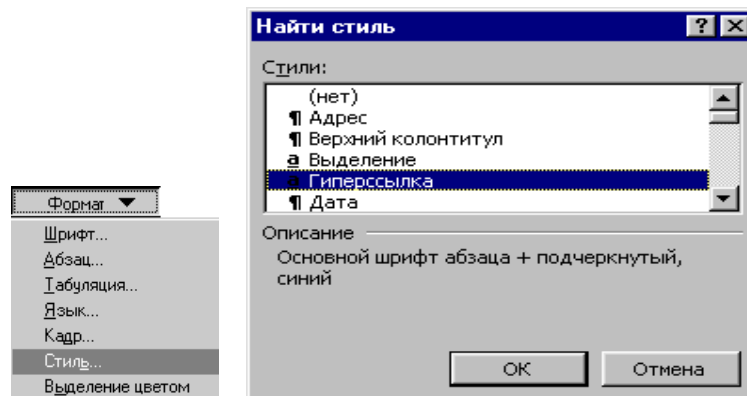 Формат
Шрифт...
Абзац...
Табуляция...
Язык...
Кадр...
Стиль...
Выделение цветом
Найти стиль
Стили:
(нет)
¶ Адрес
¶ Верхний колонтитул
a Выделение
a Гиперссылка
¶ Дата
Описание
Основной шрифт абзаца + подчеркнутый,
синий
ОК
Отмена